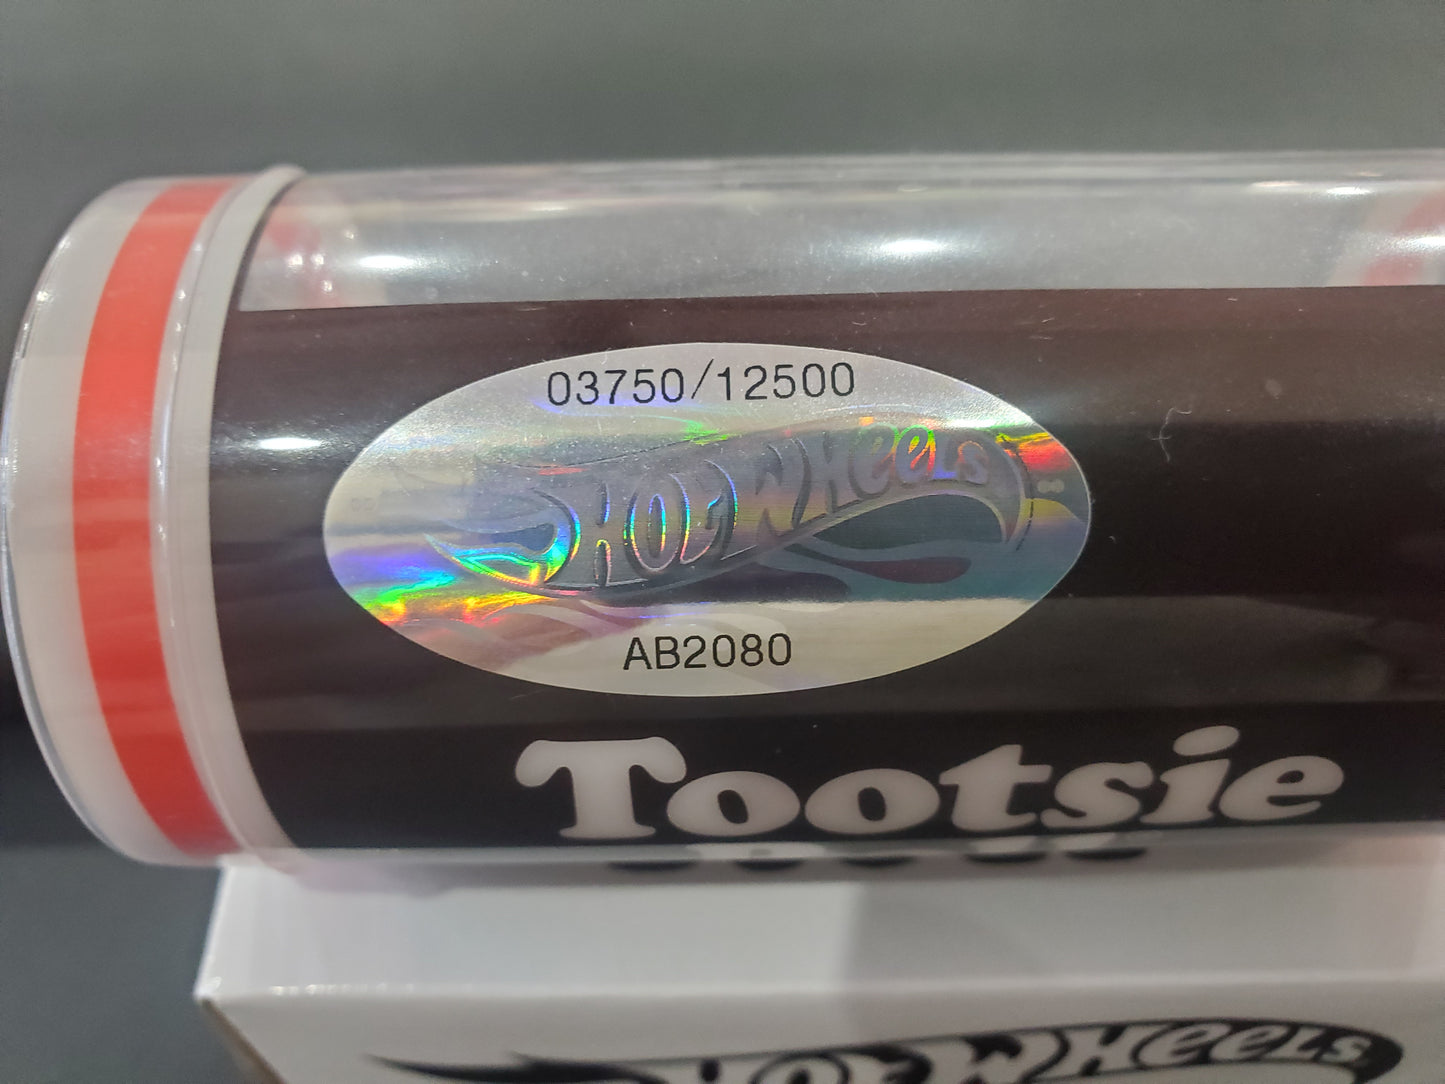 03750/12500
HOT WHEELS
AB2080
Tootsie
HOT WHEELS